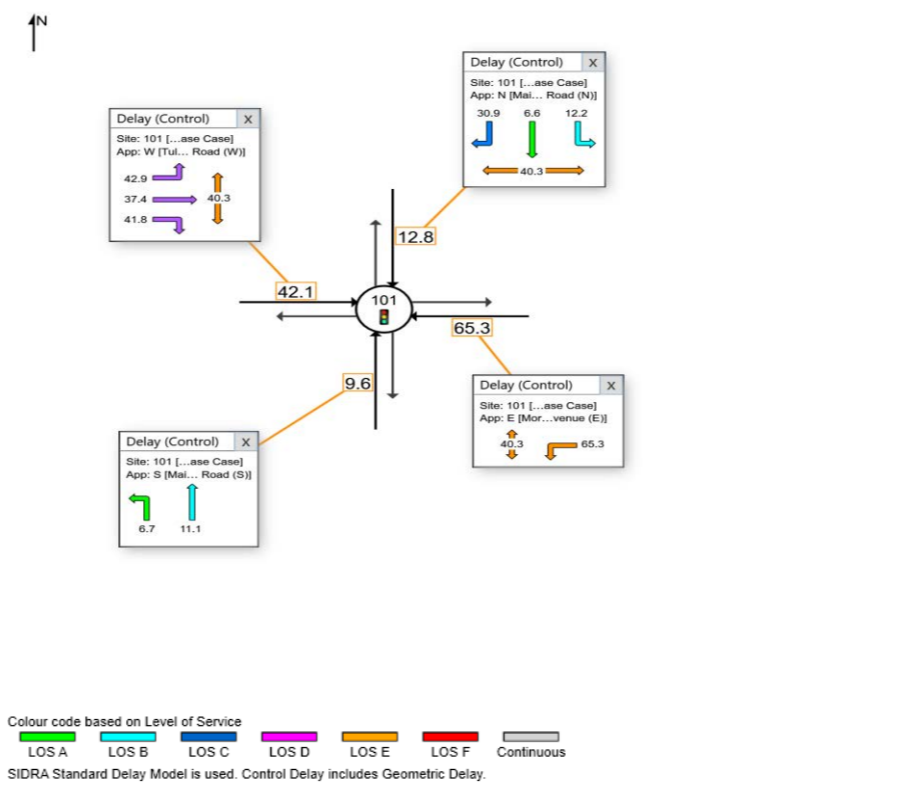 N
Delay (Control) X
Site: 101 [...ase Case]
App: N [Mai... Road (N)]
30.9 6.6 12.2
40.3
Delay (Control) X
Site: 101 [...ase Case]
App: W [Tul... Road (W)]
42.9
37.4 40.3
41.8
12.8
42.1
101
65.3
9.6
Delay (Control) X
Site: 101 [...ase Case]
App: E [Mor...venue (E)]
40.3 65.3
Delay (Control) X
Site: 101 [...ase Case]
App: S [Mai... Road (S)]
6.7 11.1
Colour code based on Level of Service
LOS A LOS B LOS C LOS D LOS E LOS F Continuous
SIDRA Standard Delay Model is used. Control Delay includes Geometric Delay.